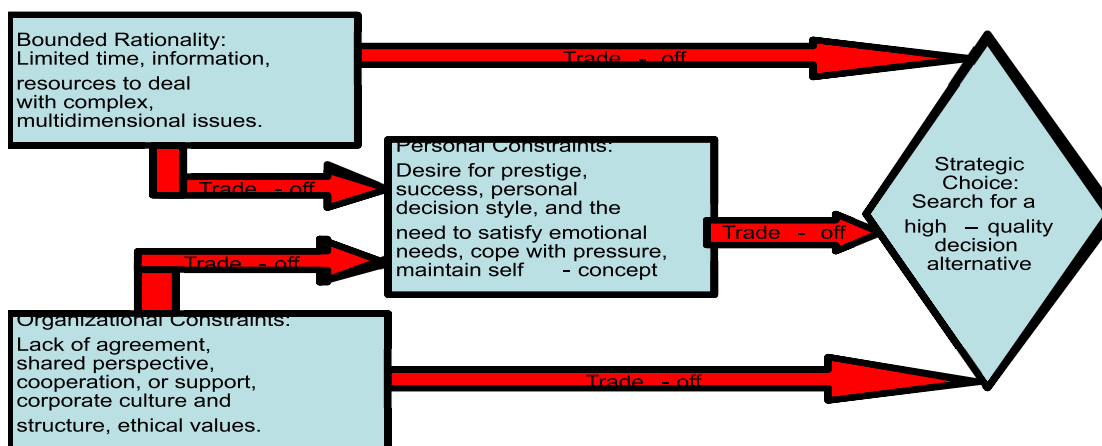 Bounded Rationality:
Limited time, information,
resources to deal
with complex,
multidimensional issues.
Trade - off
Trade - off
Personal Constraints:
Desire for prestige,
success, personal
decision style, and the
need to satisfy emotional
needs, cope with pressure,
maintain self - concept
Trade - off
Trade - off
Strategic
Choice:
Search for a
high – quality
decision
alternative
Organizational Constraints:
Lack of agreement,
shared perspective,
cooperation, or support,
corporate culture and
structure, ethical values.
Trade - off